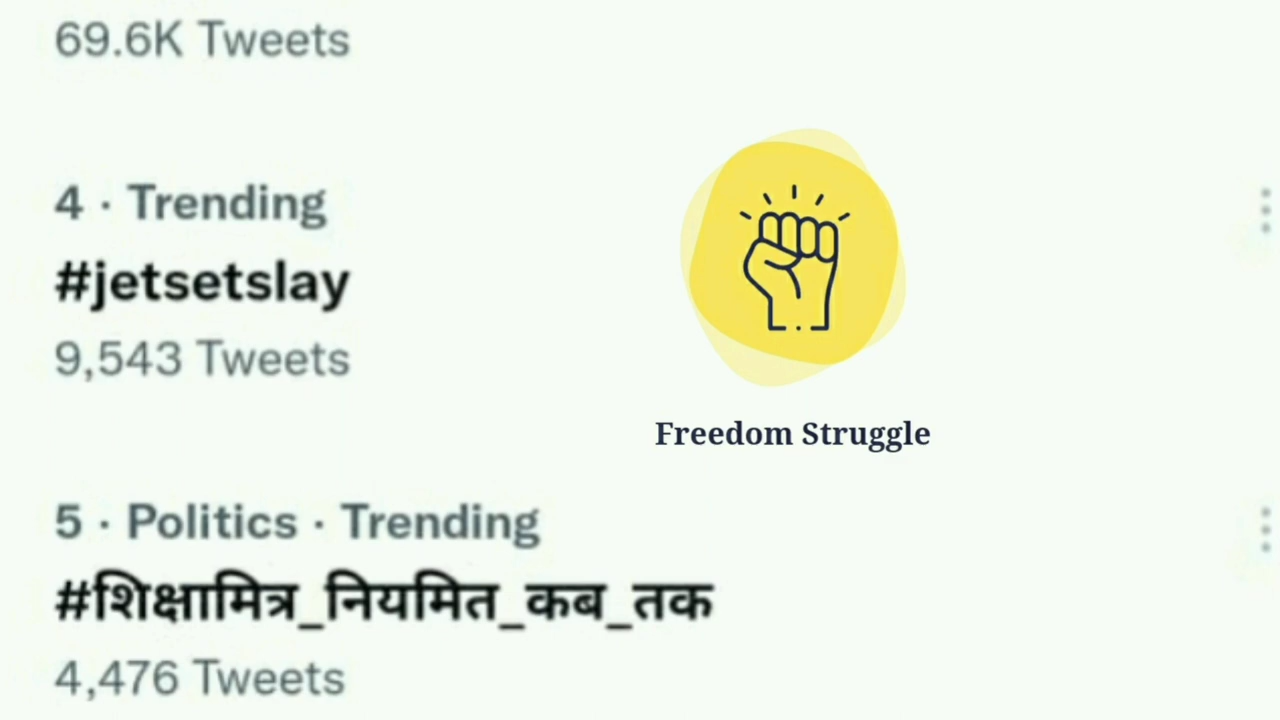 69.6K Tweets
4 · Trending
#jetsetslay
9,543 Tweets
Freedom Struggle
5 · Politics · Trending
#शिक्षामित्र_नियमित_कब_तक
4,476 Tweets